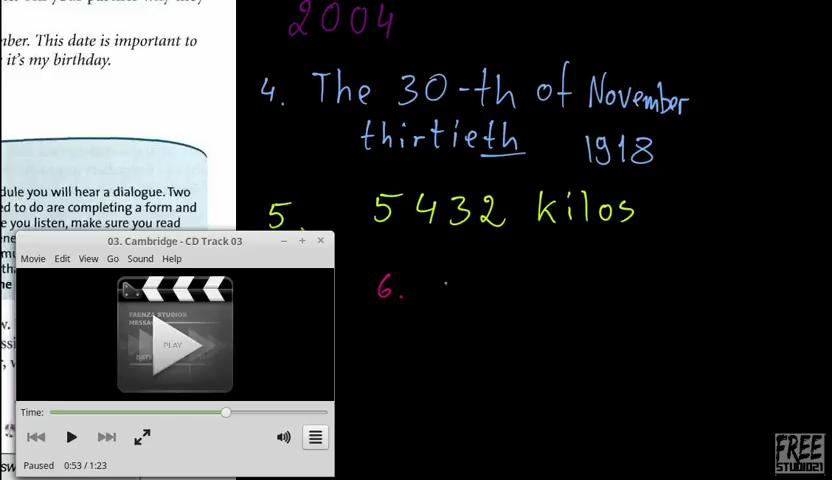 mber. This date is important to
it's my birthday.
2004
4. The 30-th of November
thirtieth 1918
5. 5432 kilos
6.
dule you will hear a dialogue. Two
ed to do are completing a form and
e you listen, make sure you read
03. Cambridge - CD Track 03
Movie Edit View Go Sound Help
FAENZA STUDIOS
MESSA
PLAY
Time:
Paused 0:53 / 1:23
FREE
STUDIO21